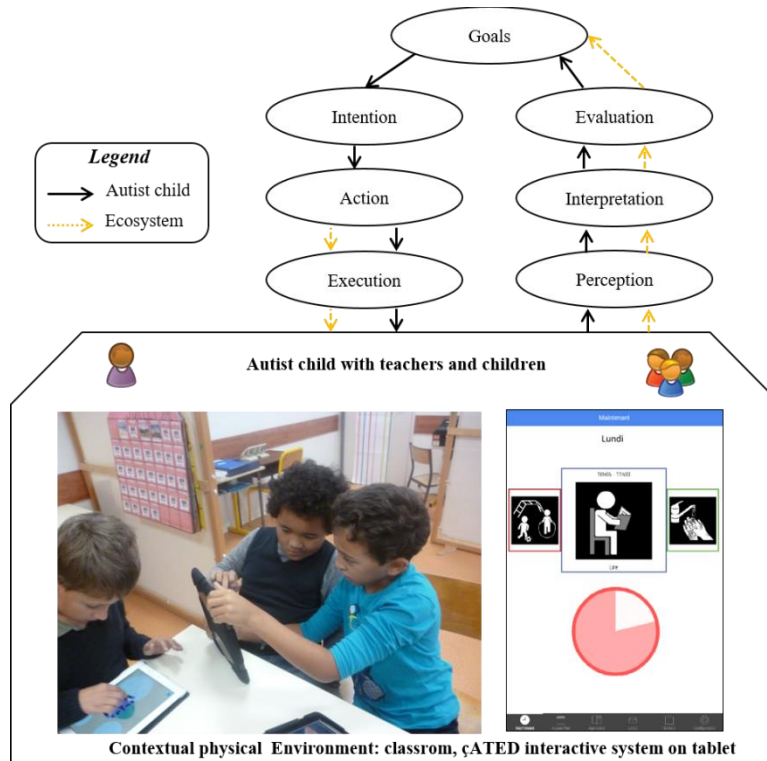 Goals
Intention
Evaluation
Legend
Autist child
Ecosystem
Action
Interpretation
Execution
Perception
Autist child with teachers and children
Maintenant
Lundi
Lire
Contextual physical Environment: classrom, çATED interactive system on tablet